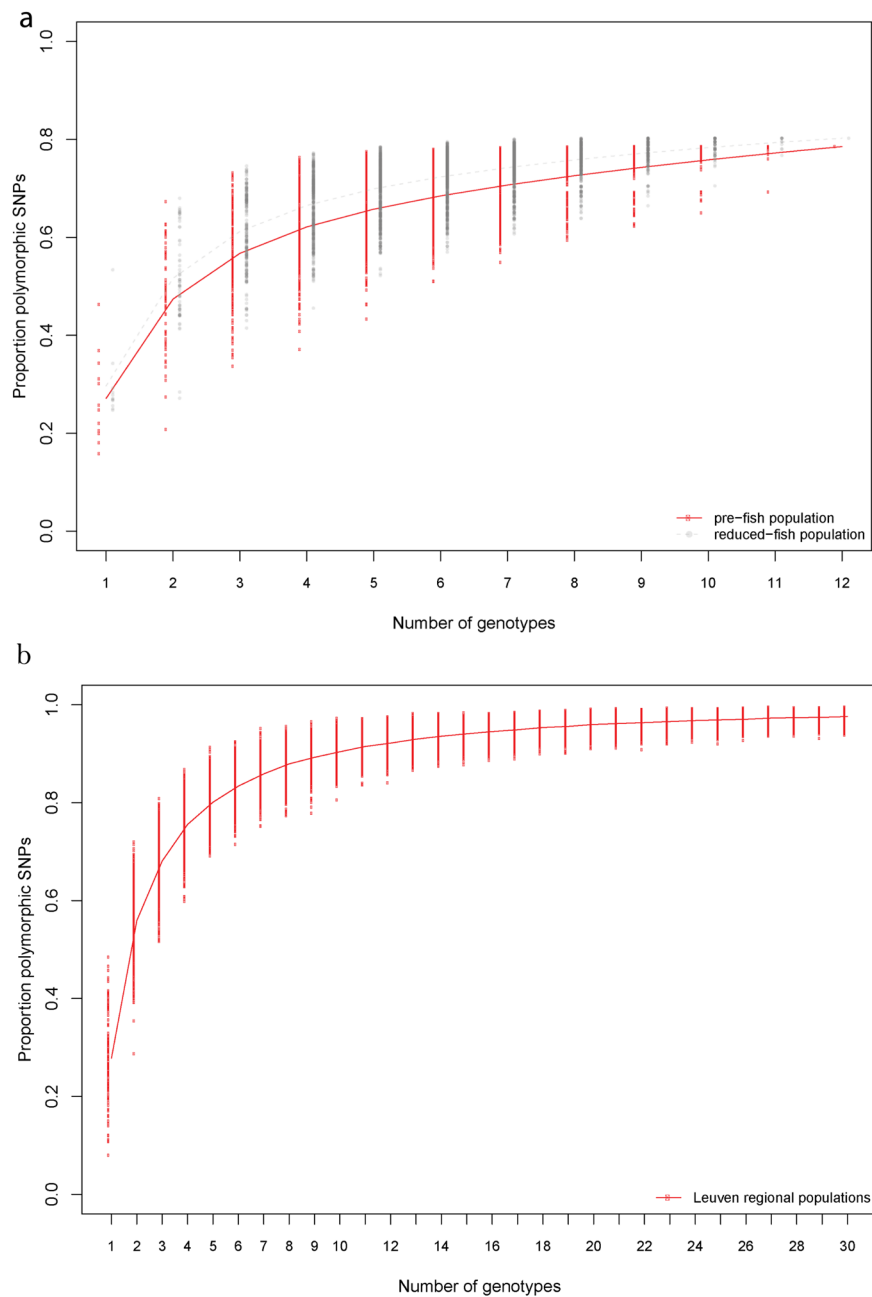 a
1.0
0.8
0.6
0.4
0.2
0.0
Proportion polymorphic SNPs
pre-fish population
reduced-fish population
1 2 3 4 5 6 7 8 9 10 11 12
Number of genotypes
b
1.0
0.8
0.6
0.4
0.2
0.0
Proportion polymorphic SNPs
Leuven regional populations
1 2 3 4 5 6 7 8 9 10 12 14 16 18 20 22 24 26 28 30
Number of genotypes